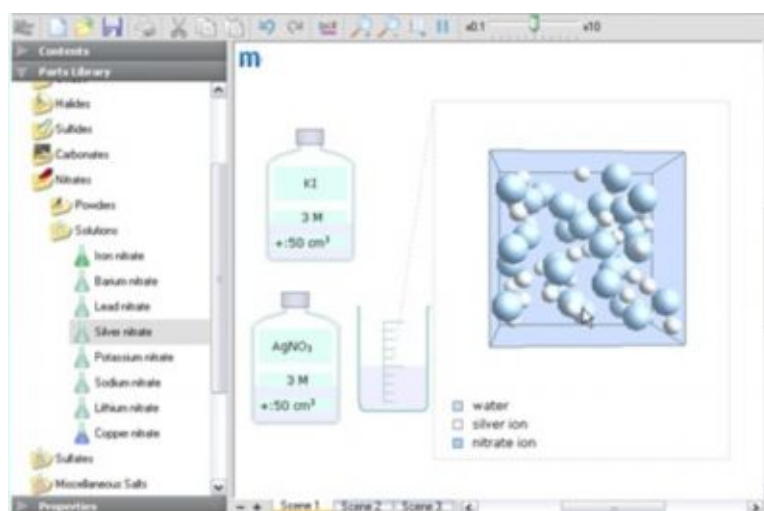 x0.1
x10
Contents
Parts Library
Halides
Sulfides
Carbonates
Nitrates
Powders
Solutions
Iron nitrate
Barium nitrate
Lead nitrate
Silver nitrate
Potassium nitrate
Sodium nitrate
Lithium nitrate
Copper nitrate
Sulfates
Miscellaneous Salts
Properties
m
KI
3 M
+:50 cm³
AgNO₃
3 M
+:50 cm³
water
silver ion
nitrate ion
Scene 1
Scene 2
Scene 3